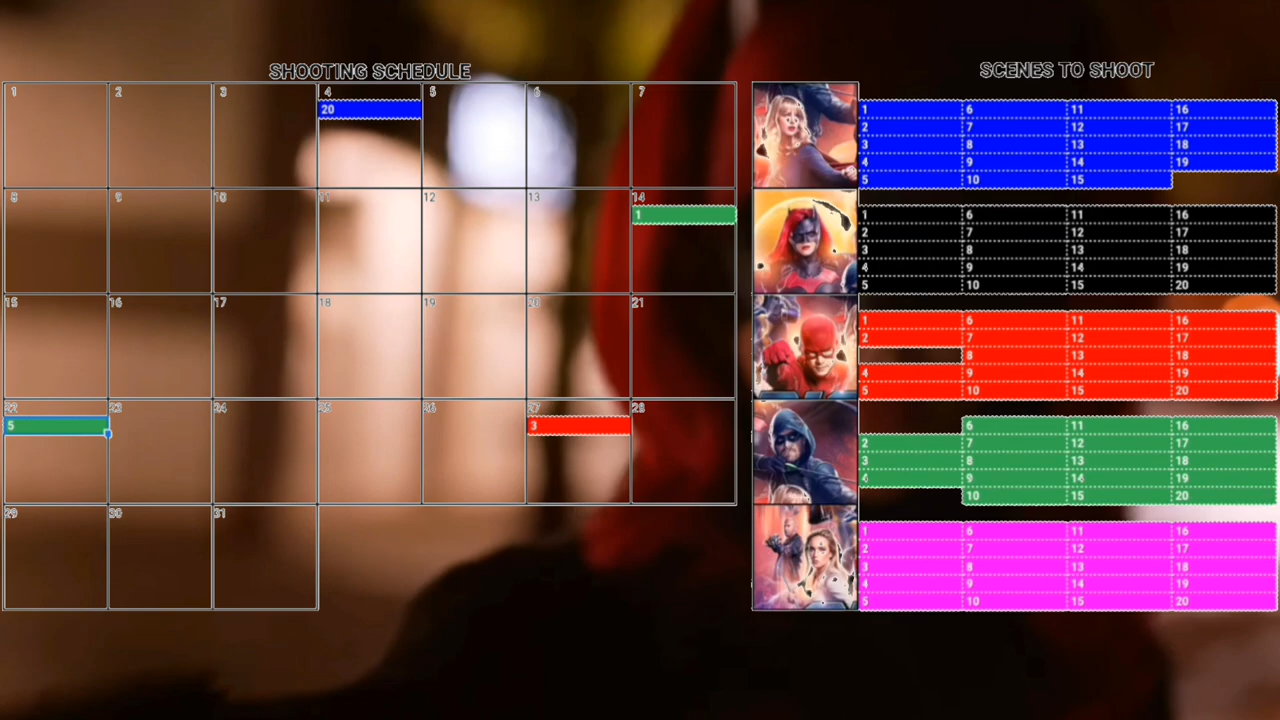 SHOOTING SCHEDULE
SCENES TO SHOOT
1 2 3 4 5 6 7
20
8 9 10 11 12 13 14
1
15 16 17 18 19 20 21
22 23 24 25 26 27 28
5 3
29 30 31
1 6 11 16
2 7 12 17
3 8 13 18
4 9 14 19
5 10 15
1 6 11 16
2 7 12 17
3 8 13 18
4 9 14 19
5 10 15 20
1 6 11 16
2 7 12 17
8 13 18
4 9 14 19
5 10 15 20
6 11 16
2 7 12 17
3 8 13 18
4 9 14 19
10 15 20
1 6 11 16
2 7 12 17
3 8 13 18
4 9 14 19
5 10 15 20